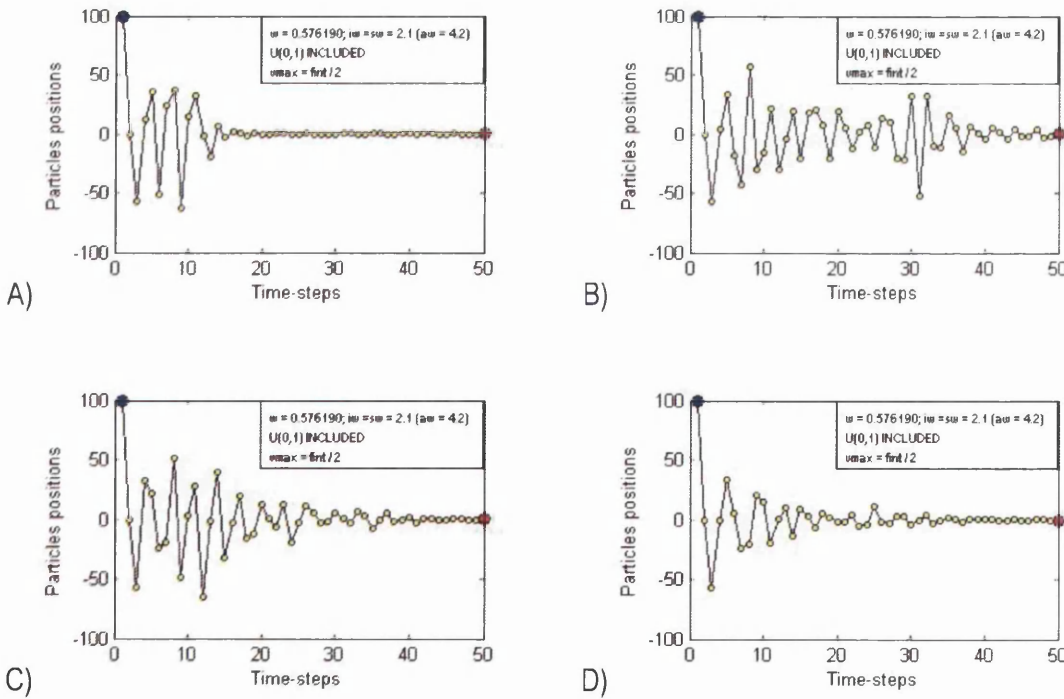 100
50
0
-50
-100
Particles positions
w = 0.576190; iw = sw = 2.1 (aw = 4.2)
U(0,1) INCLUDED
vmax = fint / 2
0 10 20 30 40 50
Time-steps
A)
100
50
0
-50
-100
Particles positions
w = 0.576190; iw = sw = 2.1 (aw = 4.2)
U(0,1) INCLUDED
vmax = fint / 2
0 10 20 30 40 50
Time-steps
B)
100
50
0
-50
-100
Particles positions
w = 0.576190; iw = sw = 2.1 (aw = 4.2)
U(0,1) INCLUDED
vmax = fint / 2
0 10 20 30 40 50
Time-steps
C)
100
50
0
-50
-100
Particles positions
w = 0.576190; iw = sw = 2.1 (aw = 4.2)
U(0,1) INCLUDED
vmax = fint / 2
0 10 20 30 40 50
Time-steps
D)